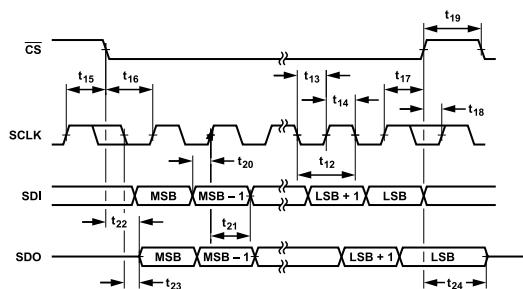 t19
CS
t15
t16
t13
t17
t14
t18
SCLK
t20
t12
SDI
MSB
MSB – 1
LSB + 1
LSB
t22
t21
SDO
MSB
MSB – 1
LSB + 1
LSB
t23
t24